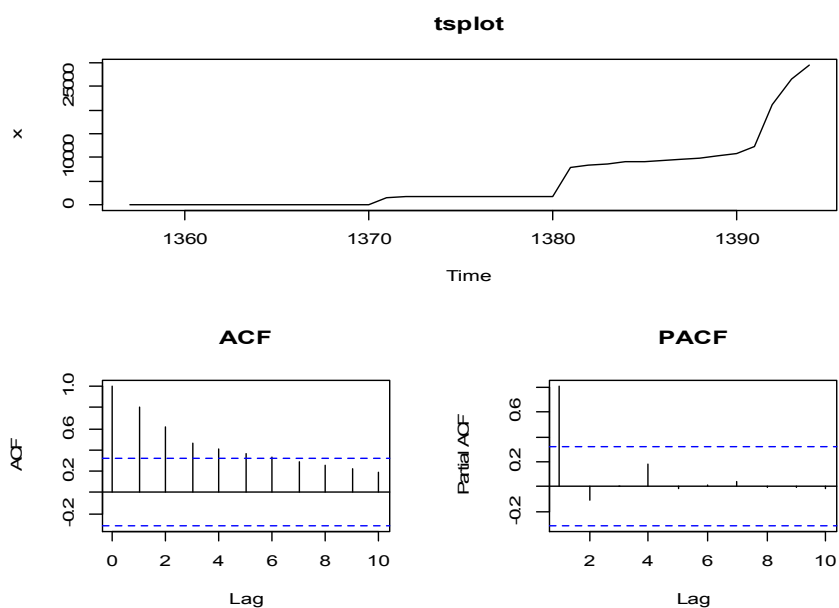 tsplot
x
0 10000 25000
1360 1370 1380 1390
Time
ACF
ACF
-0.2 0.2 0.6 1.0
0 2 4 6 8 10
Lag
PACF
Partial ACF
-0.2 0.2 0.6
2 4 6 8 10
Lag